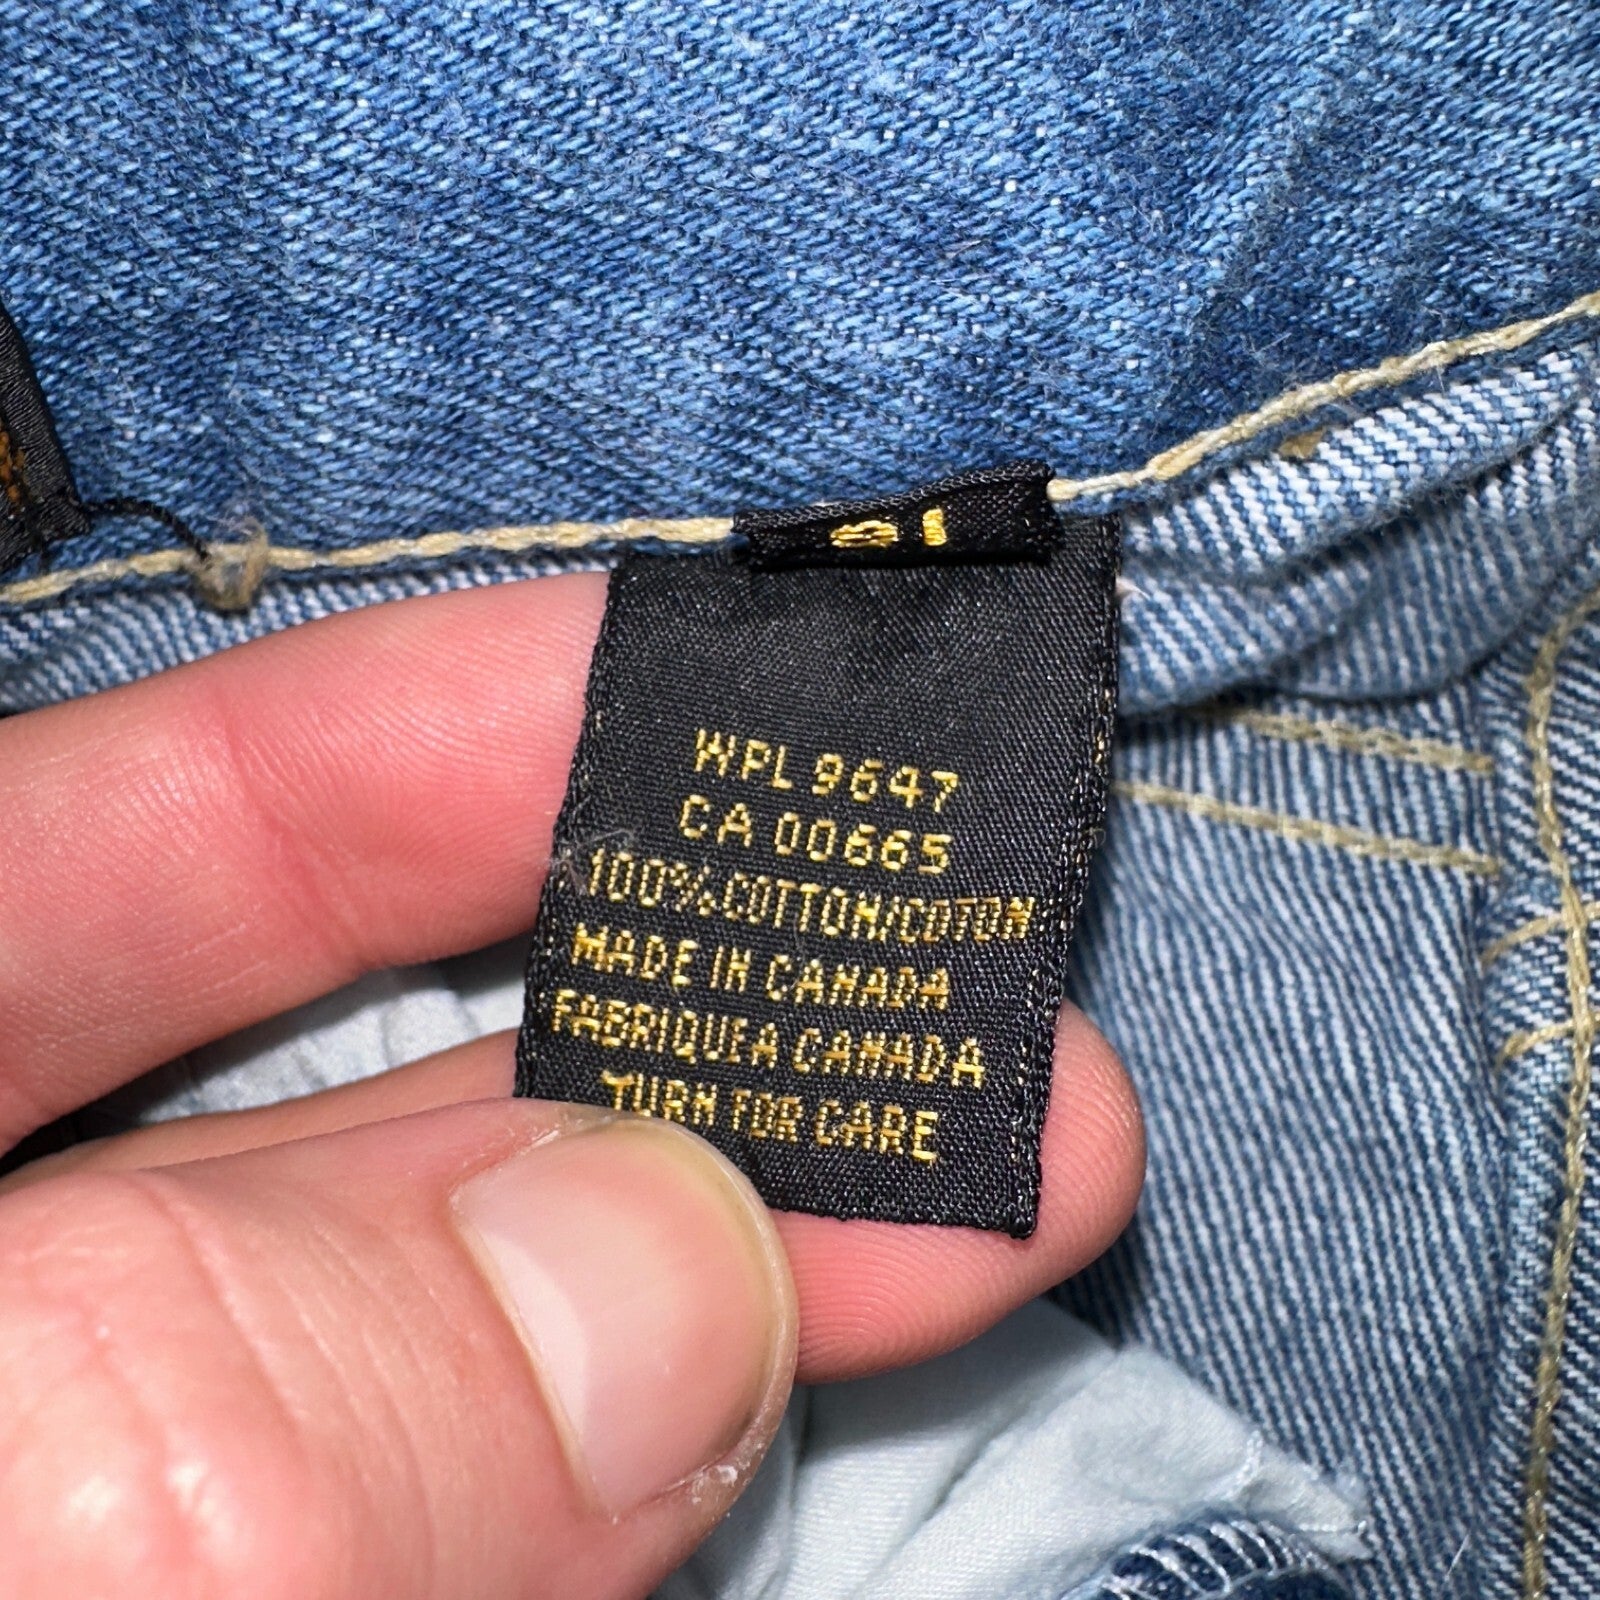 WPL 9647
CA 00665
100% COTTON/COTON
MADE IN CANADA
FABRIQUE A CANADA
TURN FOR CARE